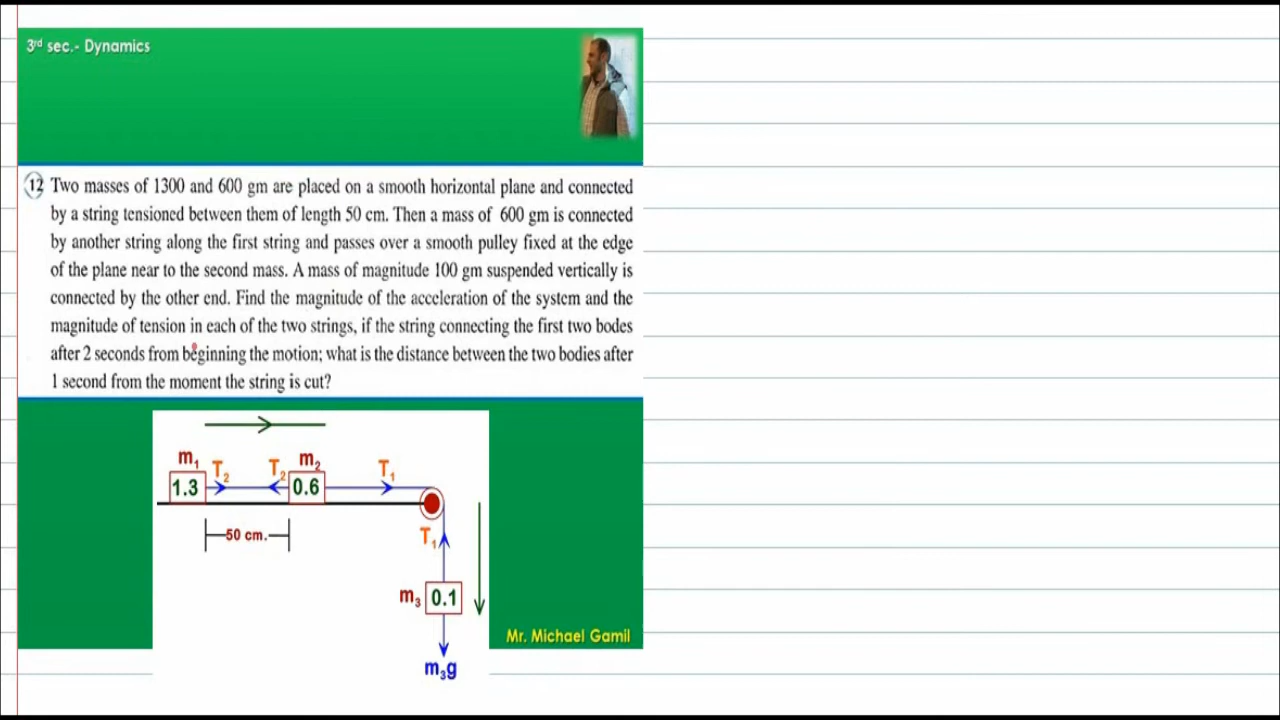 3rd sec.- Dynamics
12 Two masses of 1300 and 600 gm are placed on a smooth horizontal plane and connected
by a string tensioned between them of length 50 cm. Then a mass of 600 gm is connected
by another string along the first string and passes over a smooth pulley fixed at the edge
of the plane near to the second mass. A mass of magnitude 100 gm suspended vertically is
connected by the other end. Find the magnitude of the acceleration of the system and the
magnitude of tension in each of the two strings, if the string connecting the first two bodes
after 2 seconds from beginning the motion; what is the distance between the two bodies after
1 second from the moment the string is cut?
m₁ T₂ T₂ m₂ T₁
1.3 0.6
50 cm.
T₁
m₃ 0.1
Mr. Michael Gamil
m₃g